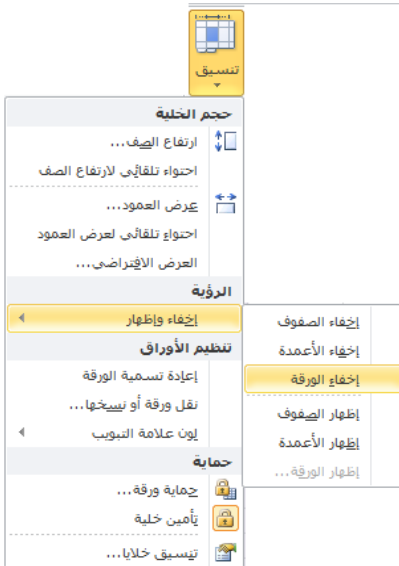 تنسيق
حجم الخلية
ارتفاع الصف...
احتواء تلقائي لارتفاع الصف
عرض العمود...
احتواء تلقائي لعرض العمود
العرض الافتراضي...
الرؤية
إخفاء وإظهار
إخفاء الصفوف
إخفاء الأعمدة
إخفاء الورقة
إظهار الصفوف
إظهار الأعمدة
إظهار الورقة...
تنظيم الأوراق
إعادة تسمية الورقة
نقل ورقة أو نسخها...
لون علامة التبويب
حماية
حماية ورقة...
تأمين خلية
تنسيق خلايا...